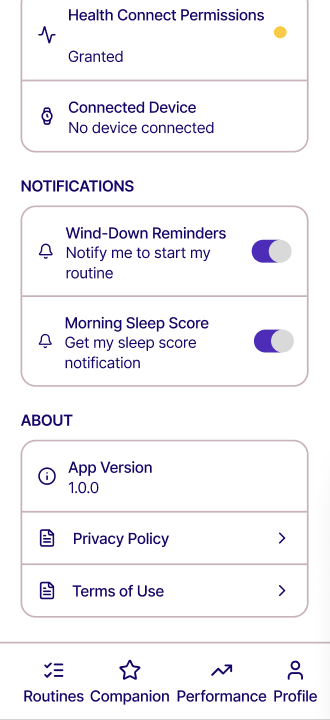 Health Connect Permissions
Granted
Connected Device
No device connected
NOTIFICATIONS
Wind-Down Reminders
Notify me to start my
routine
Morning Sleep Score
Get my sleep score
notification
ABOUT
App Version
1.0.0
Privacy Policy
Terms of Use
Routines Companion Performance Profile